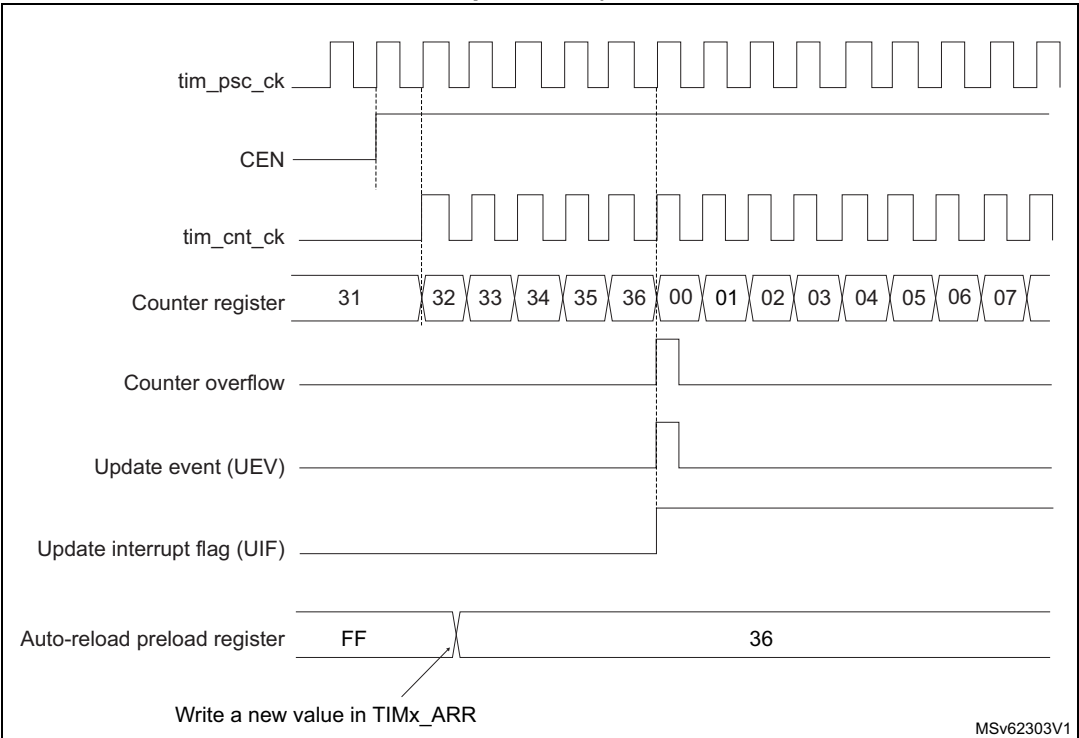 tim_psc_ck
CEN
tim_cnt_ck
Counter register 31 32 33 34 35 36 00 01 02 03 04 05 06 07
Counter overflow
Update event (UEV)
Update interrupt flag (UIF)
Auto-reload preload register FF 36
Write a new value in TIMx_ARR
MSv62303V1